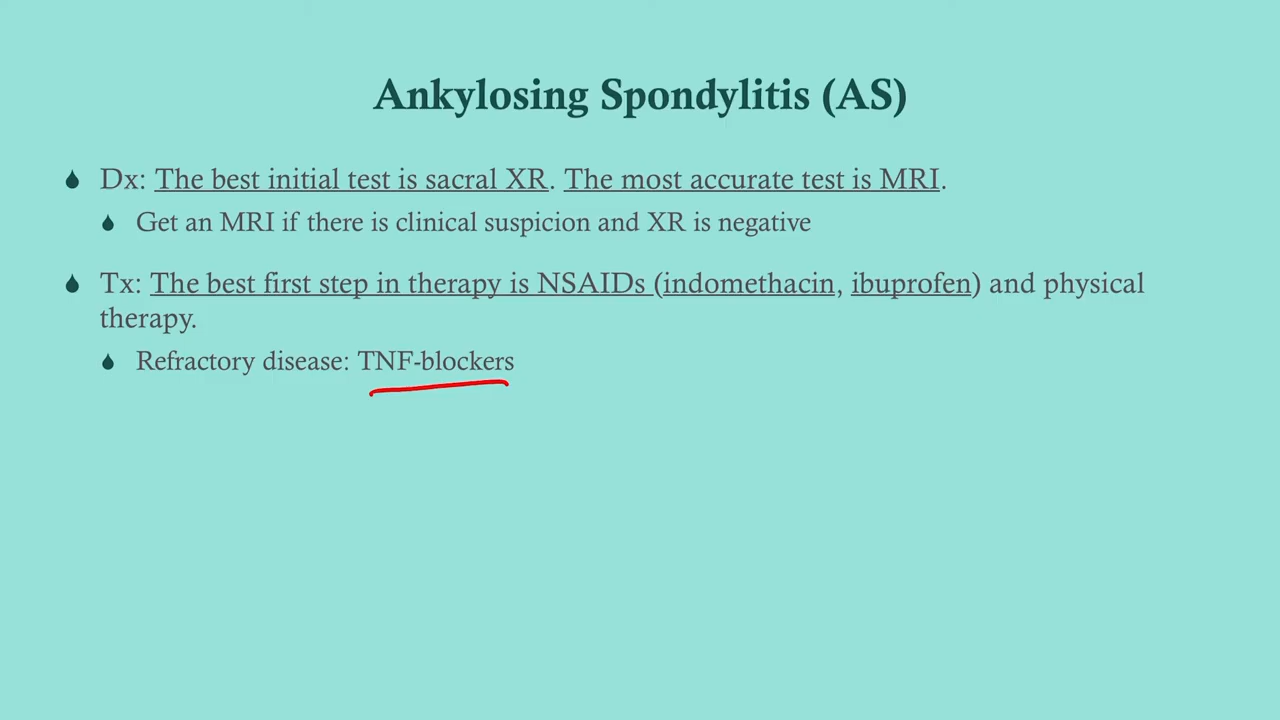 Ankylosing Spondylitis (AS)
Dx: The best initial test is sacral XR. The most accurate test is MRI.
Get an MRI if there is clinical suspicion and XR is negative
Tx: The best first step in therapy is NSAIDs (indomethacin, ibuprofen) and physical
therapy.
Refractory disease: TNF-blockers